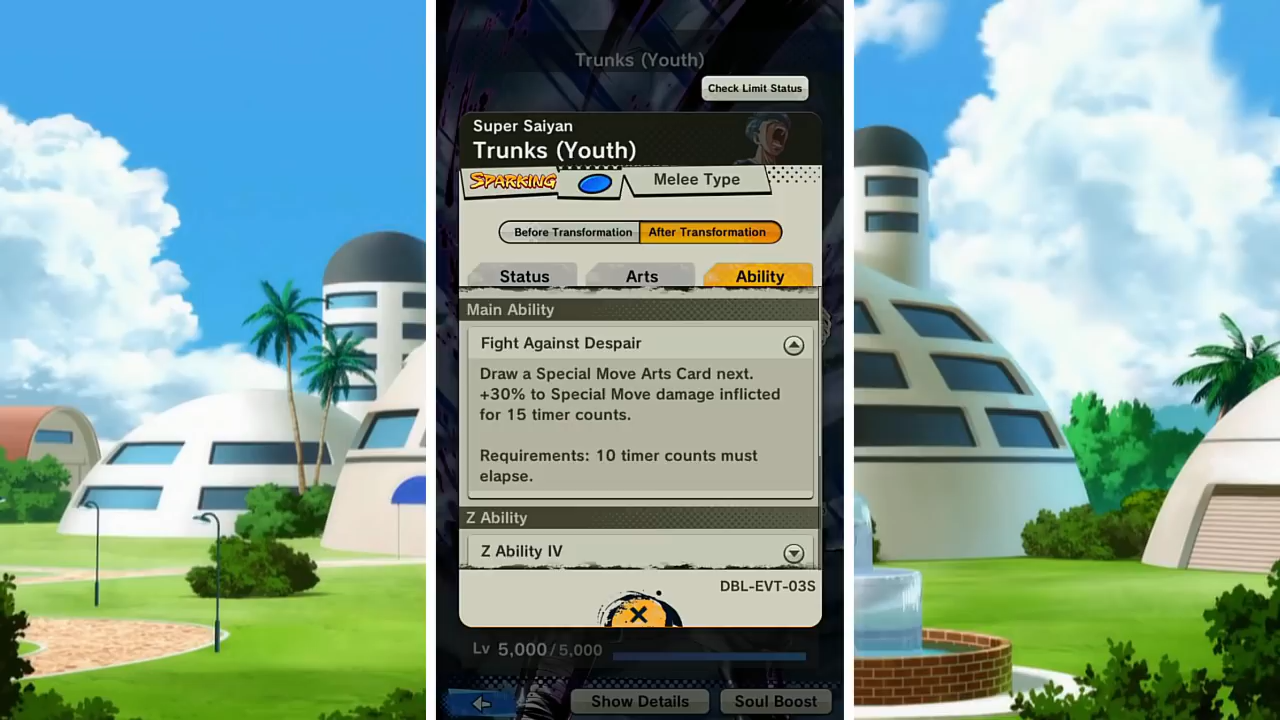 Trunks (Youth)
Check Limit Status
Super Saiyan
Trunks (Youth)
SPARKING
Melee Type
Before Transformation
After Transformation
Status
Arts
Ability
Main Ability
Fight Against Despair
Draw a Special Move Arts Card next.
+30% to Special Move damage inflicted
for 15 timer counts.
Requirements: 10 timer counts must
elapse.
Z Ability
Z Ability IV
DBL-EVT-03S
Lv 5,000/5,000
Show Details
Soul Boost